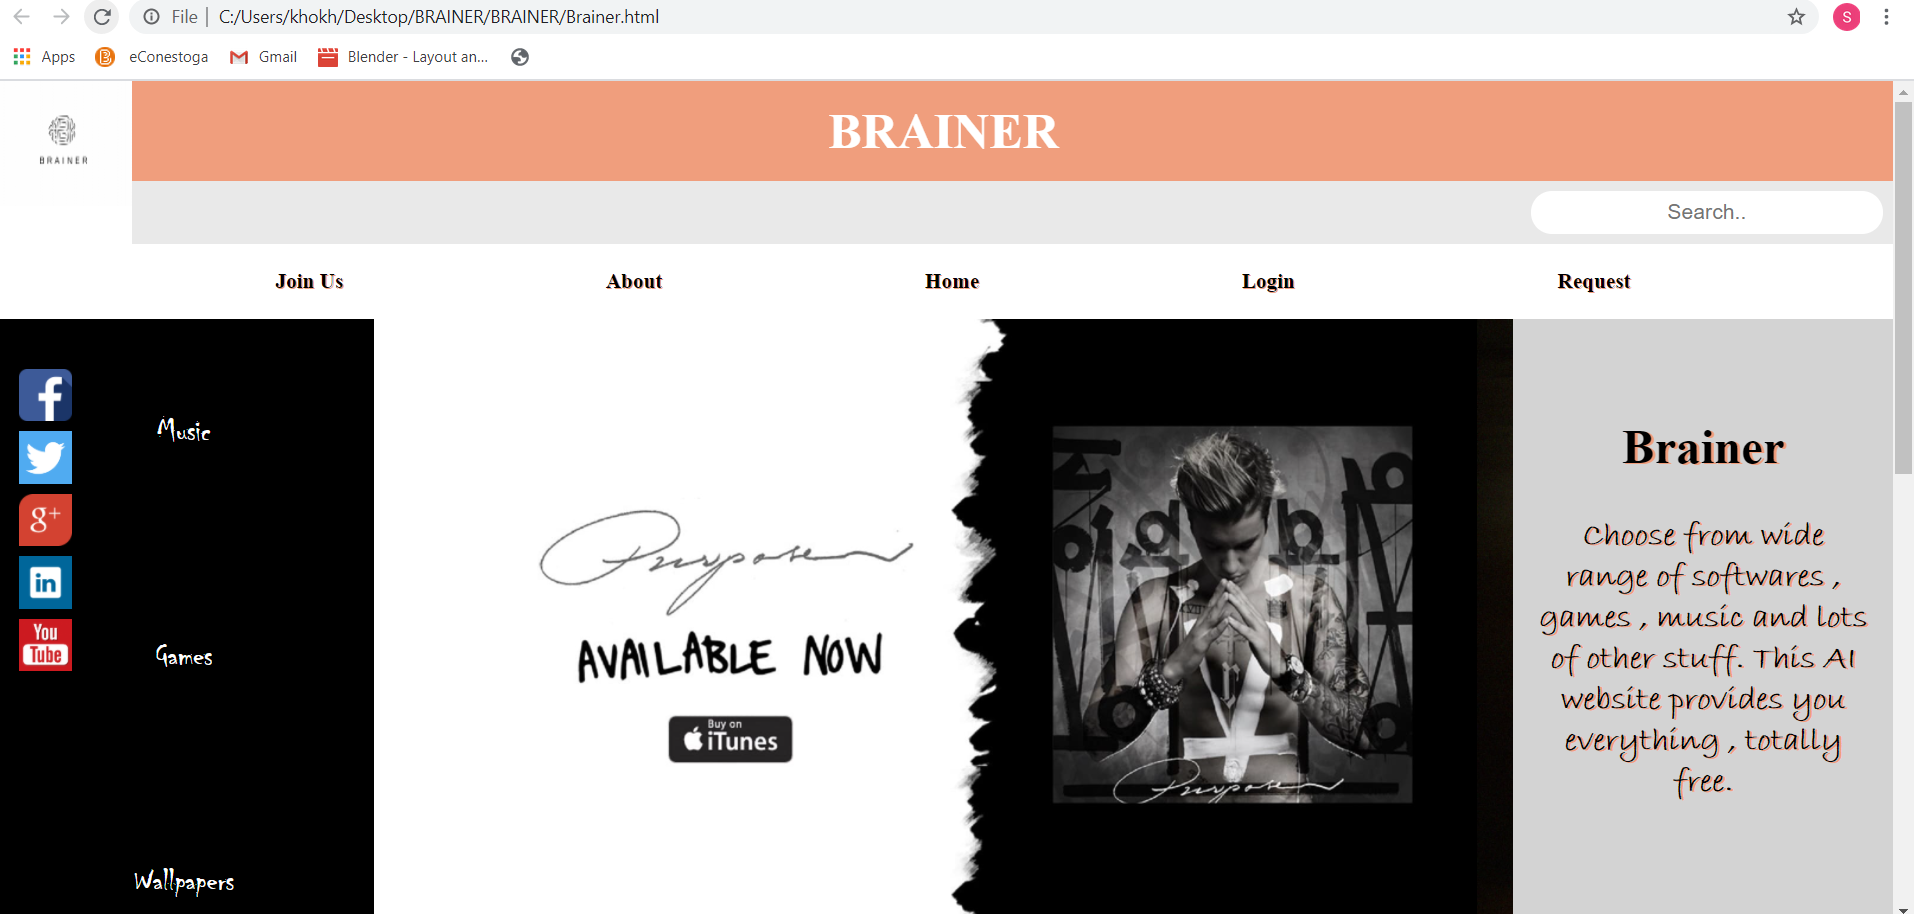 File | C:/Users/khokh/Desktop/BRAINER/BRAINER/Brainer.html
S
Apps eConestoga Gmail Blender - Layout an...
BRAINER
BRAINER
Search..
Join Us About Home Login Request
f
Music
g+
in
You
Tube
Games
Wallpapers
Purpose
AVAILABLE NOW
Buy on
iTunes
Purpose
Brainer
Choose from wide
range of softwares ,
games , music and lots
of other stuff. This AI
website provides you
everything , totally
free.